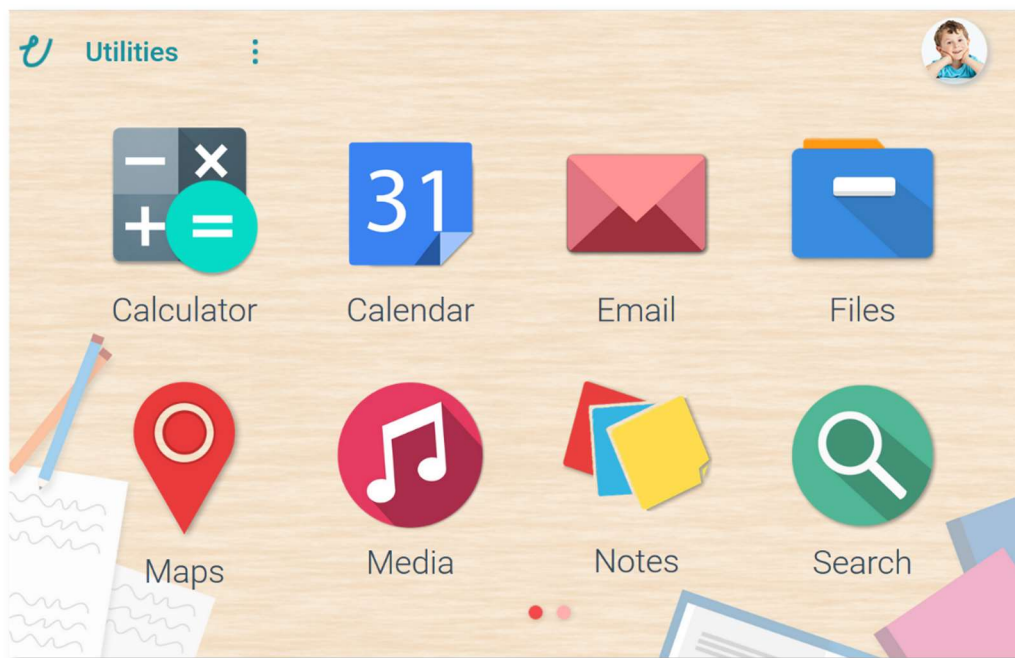 Utilities
31
Calculator
Calendar
Email
Files
Maps
Media
Notes
Search